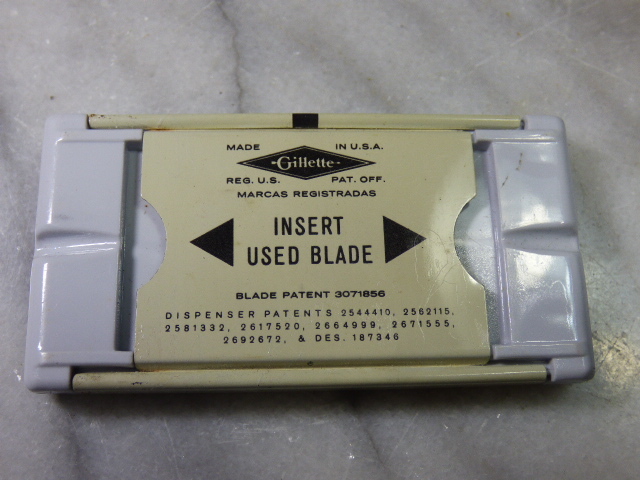 MADE IN U.S.A.
Gillette
REG. U.S. PAT. OFF.
MARCAS REGISTRADAS
INSERT
USED BLADE
BLADE PATENT 3071856
DISPENSER PATENTS 2544410, 2562115,
2581332, 2617520, 2664999, 2671555,
2692672, & DES. 187346